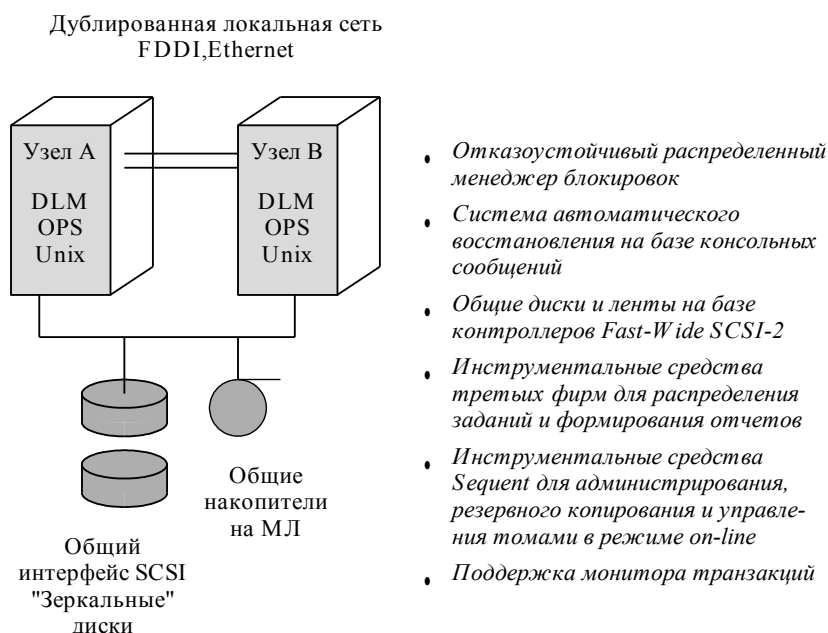 Дублированная локальная сеть
FDDI,Ethernet
Узел A
DLM
OPS
Unix
Узел B
DLM
OPS
Unix
Общий
интерфейс SCSI
"Зеркальные"
диски
Общие
накопители
на МЛ
• Отказоустойчивый распределенный
менеджер блокировок
• Система автоматического
восстановления на базе консольных
сообщений
• Общие диски и ленты на базе
контроллеров Fast-Wide SCSI-2
• Инструментальные средства
третьих фирм для распределения
заданий и формирования отчетов
• Инструментальные средства
Sequent для администрирования,
резервного копирования и управле-
ния томами в режиме on-line
• Поддержка монитора транзакций